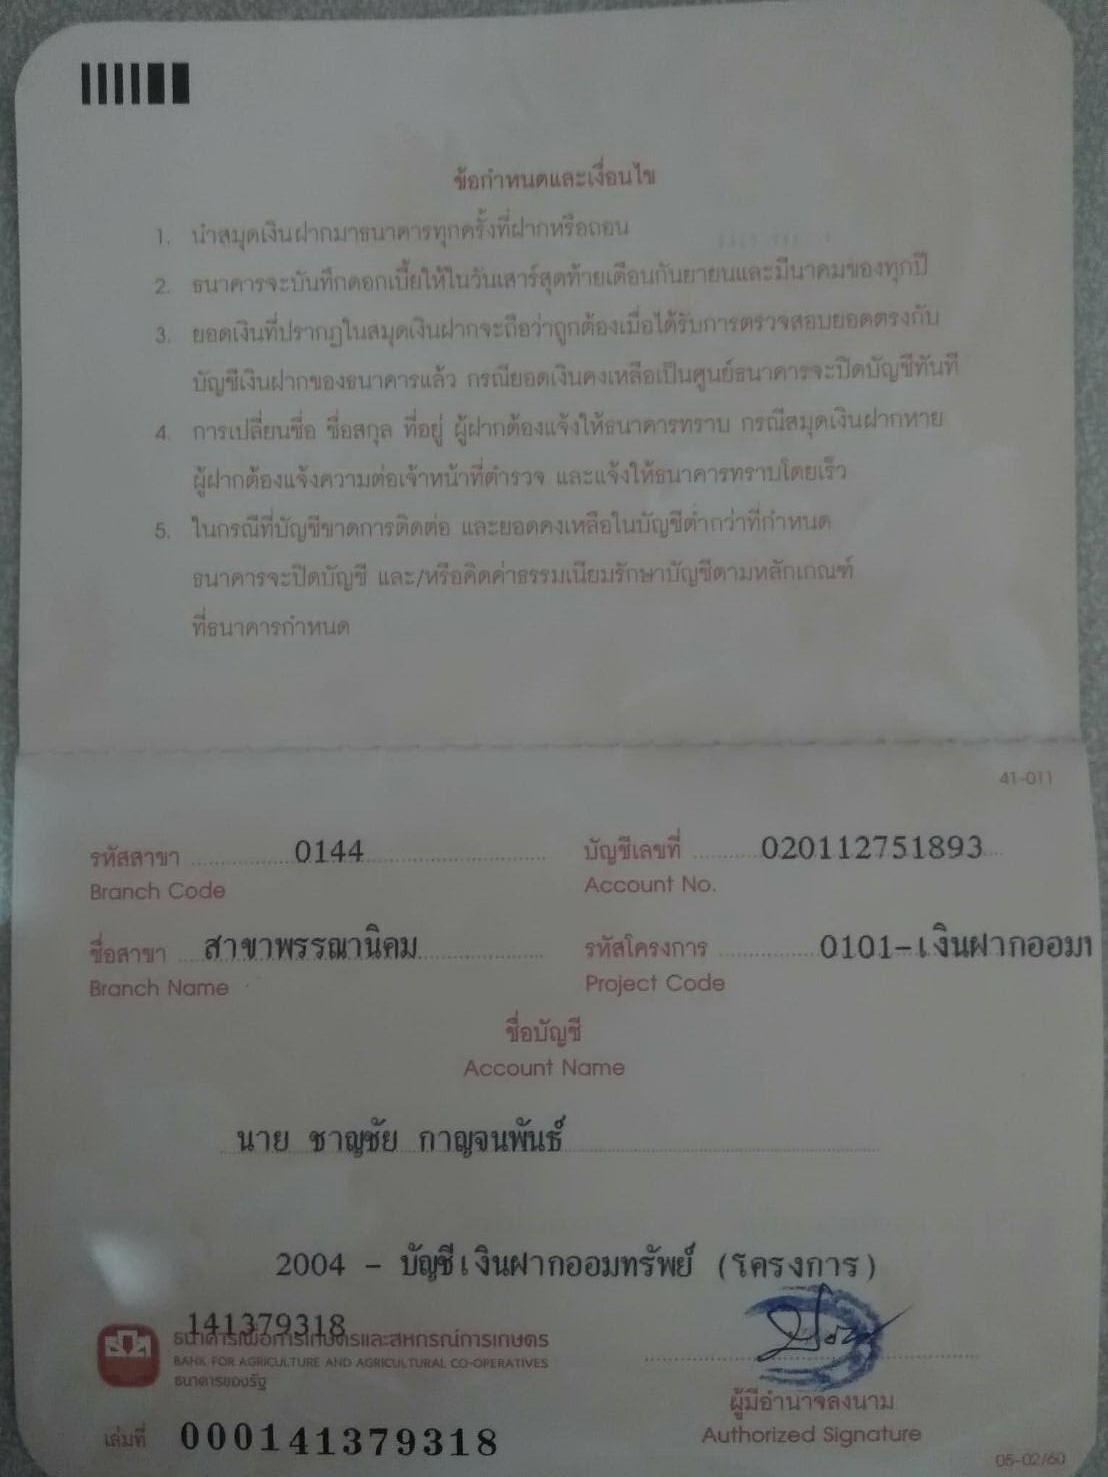 ข้อกำหนดและเงื่อนไข
1. นำสมุดเงินฝากมาธนาคารทุกครั้งที่ฝากหรือถอน
2. ธนาคารจะบันทึกดอกเบี้ยให้ในวันเสาร์สุดท้ายเดือนกันยายนและมีนาคมของทุกปี
3. ยอดเงินที่ปรากฏในสมุดเงินฝากจะถือว่าถูกต้องเมื่อได้รับการตรวจสอบยอดตรงกับ
บัญชีเงินฝากของธนาคารแล้ว กรณียอดเงินคงเหลือเป็นศูนย์ธนาคารจะปิดบัญชีทันที
4. การเปลี่ยนชื่อ ชื่อสกุล ที่อยู่ ผู้ฝากต้องแจ้งให้ธนาคารทราบ กรณีสมุดเงินฝากหาย
ผู้ฝากต้องแจ้งความต่อเจ้าหน้าที่ตำรวจ และแจ้งให้ธนาคารทราบโดยเร็ว
5. ในกรณีที่บัญชีขาดการติดต่อ และยอดคงเหลือในบัญชีต่ำกว่าที่กำหนด
ธนาคารจะปิดบัญชี และ/หรือคิดค่าธรรมเนียมรักษาบัญชีตามหลักเกณฑ์
ที่ธนาคารกำหนด
41-011
รหัสสาขา 0144 บัญชีเลขที่ 020112751893
Branch Code Account No.
ชื่อสาขา สาขาพรรณานิคม รหัสโครงการ 0101-เงินฝากออมท
Branch Name Project Code
ชื่อบัญชี
Account Name
นาย ชาญชัย กาญจนพันธ์
2004 - บัญชีเงินฝากออมทรัพย์ (โครงการ)
141379318
ธนาคารเพื่อการเกษตรและสหกรณ์การเกษตร
BANK FOR AGRICULTURE AND AGRICULTURAL CO-OPERATIVES
ธนาคารของรัฐ
ผู้มีอำนาจลงนาม
Authorized Signature
เล่มที่ 000141379318
05-02/60